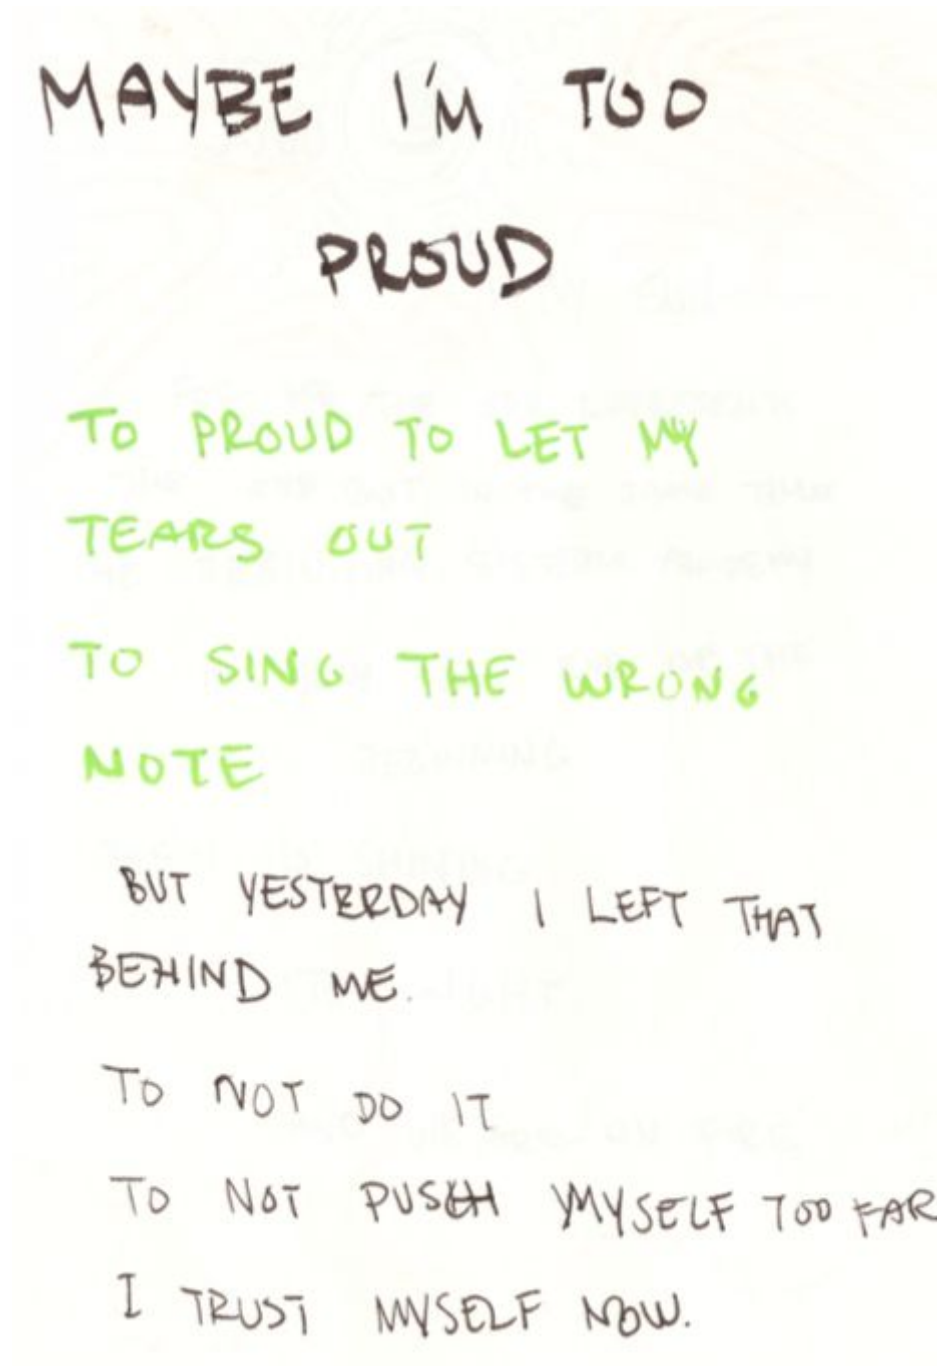 MAYBE I'M TOO
PROUD
TO PROUD TO LET MY
TEARS OUT
TO SING THE WRONG
NOTE
BUT YESTERDAY I LEFT THAT
BEHIND ME.
TO NOT DO IT
TO NOT PUSH MYSELF TOO FAR
I TRUST MYSELF NOW.